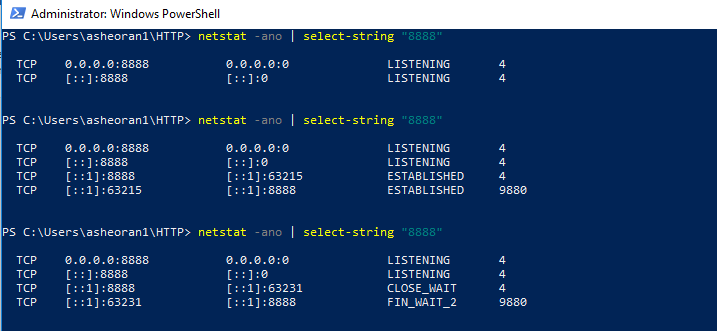 Administrator: Windows PowerShell
PS C:\Users\asheoran1\HTTP> netstat -ano | select-string "8888"
TCP 0.0.0.0:8888 0.0.0.0:0 LISTENING 4
TCP [::]:8888 [::]:0 LISTENING 4
PS C:\Users\asheoran1\HTTP> netstat -ano | select-string "8888"
TCP 0.0.0.0:8888 0.0.0.0:0 LISTENING 4
TCP [::]:8888 [::]:0 LISTENING 4
TCP [::1]:8888 [::1]:63215 ESTABLISHED 4
TCP [::1]:63215 [::1]:8888 ESTABLISHED 9880
PS C:\Users\asheoran1\HTTP> netstat -ano | select-string "8888"
TCP 0.0.0.0:8888 0.0.0.0:0 LISTENING 4
TCP [::]:8888 [::]:0 LISTENING 4
TCP [::1]:8888 [::1]:63231 CLOSE_WAIT 4
TCP [::1]:63231 [::1]:8888 FIN_WAIT_2 9880